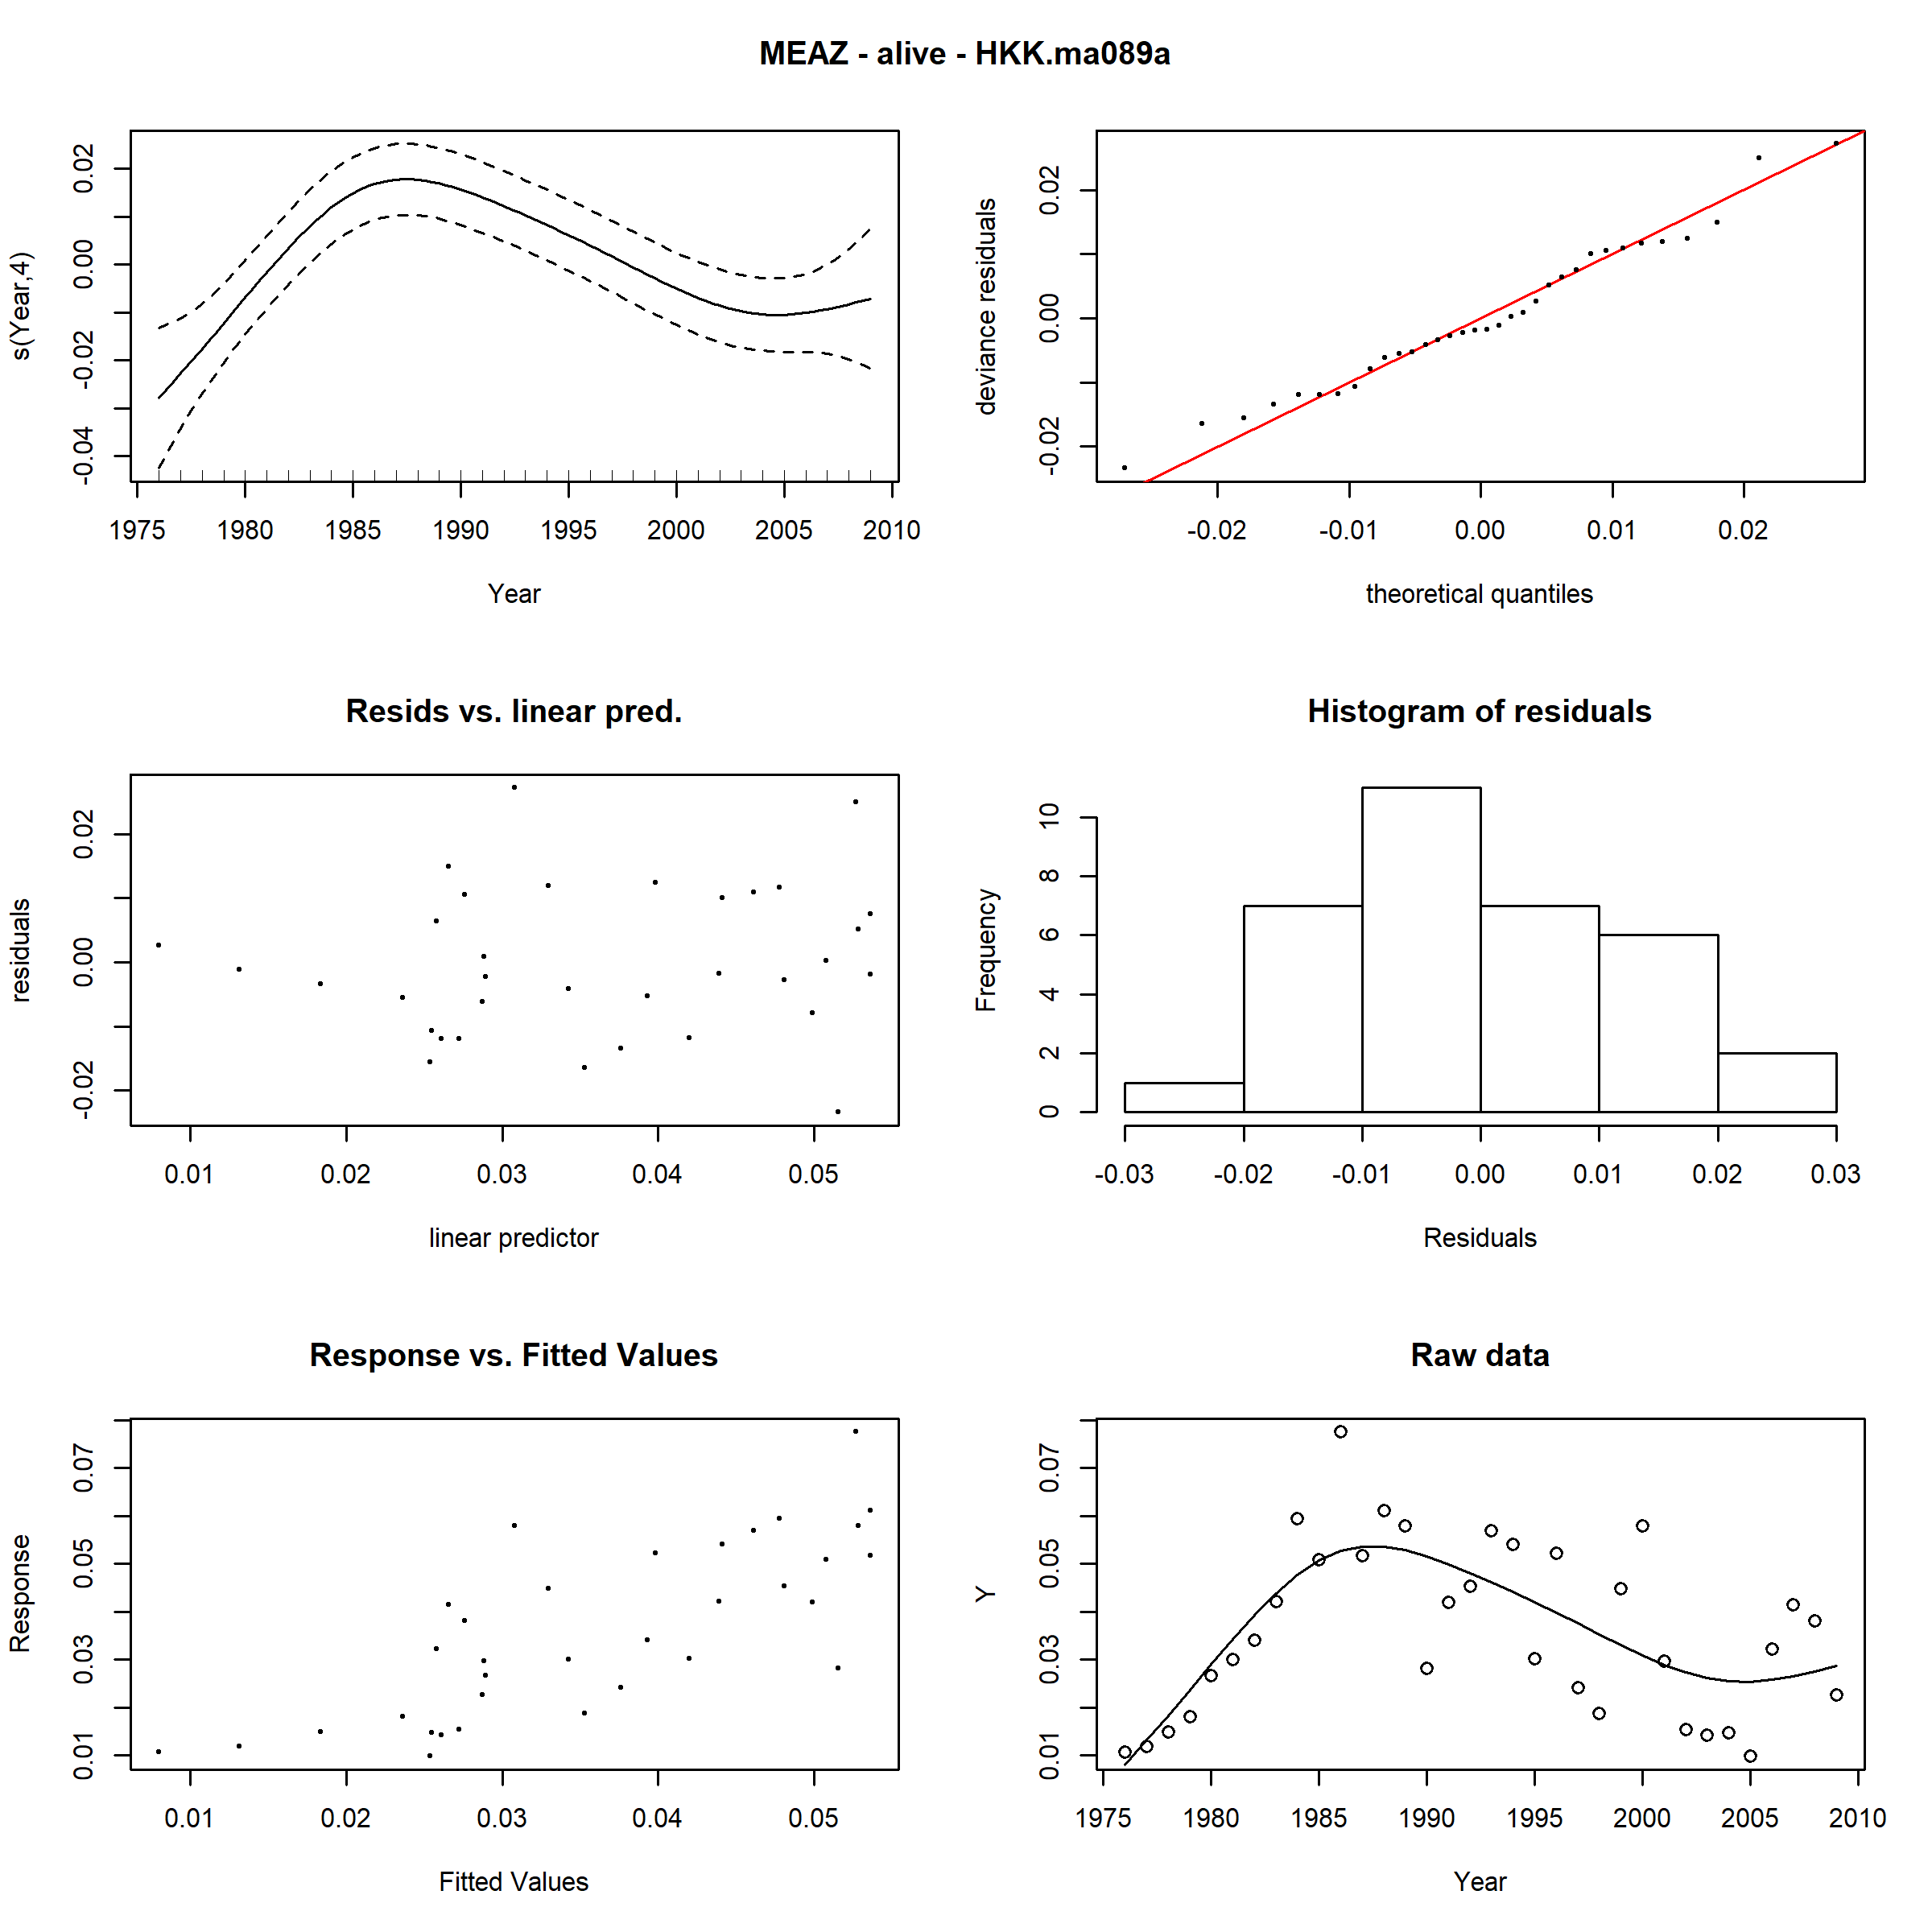 MEAZ - alive - HKK.ma089a
s(Year,4)
-0.04 -0.02 0.00 0.02
1975 1980 1985 1990 1995 2000 2005 2010
Year
deviance residuals
-0.02 0.00 0.02
-0.02 -0.01 0.00 0.01 0.02
theoretical quantiles
Resids vs. linear pred.
residuals
-0.02 0.00 0.02
0.01 0.02 0.03 0.04 0.05
linear predictor
Histogram of residuals
Frequency
0 2 4 6 8 10
-0.03 -0.02 -0.01 0.00 0.01 0.02 0.03
Residuals
Response vs. Fitted Values
Response
0.01 0.03 0.05 0.07
0.01 0.02 0.03 0.04 0.05
Fitted Values
Raw data
Y
0.01 0.03 0.05 0.07
1975 1980 1985 1990 1995 2000 2005 2010
Year